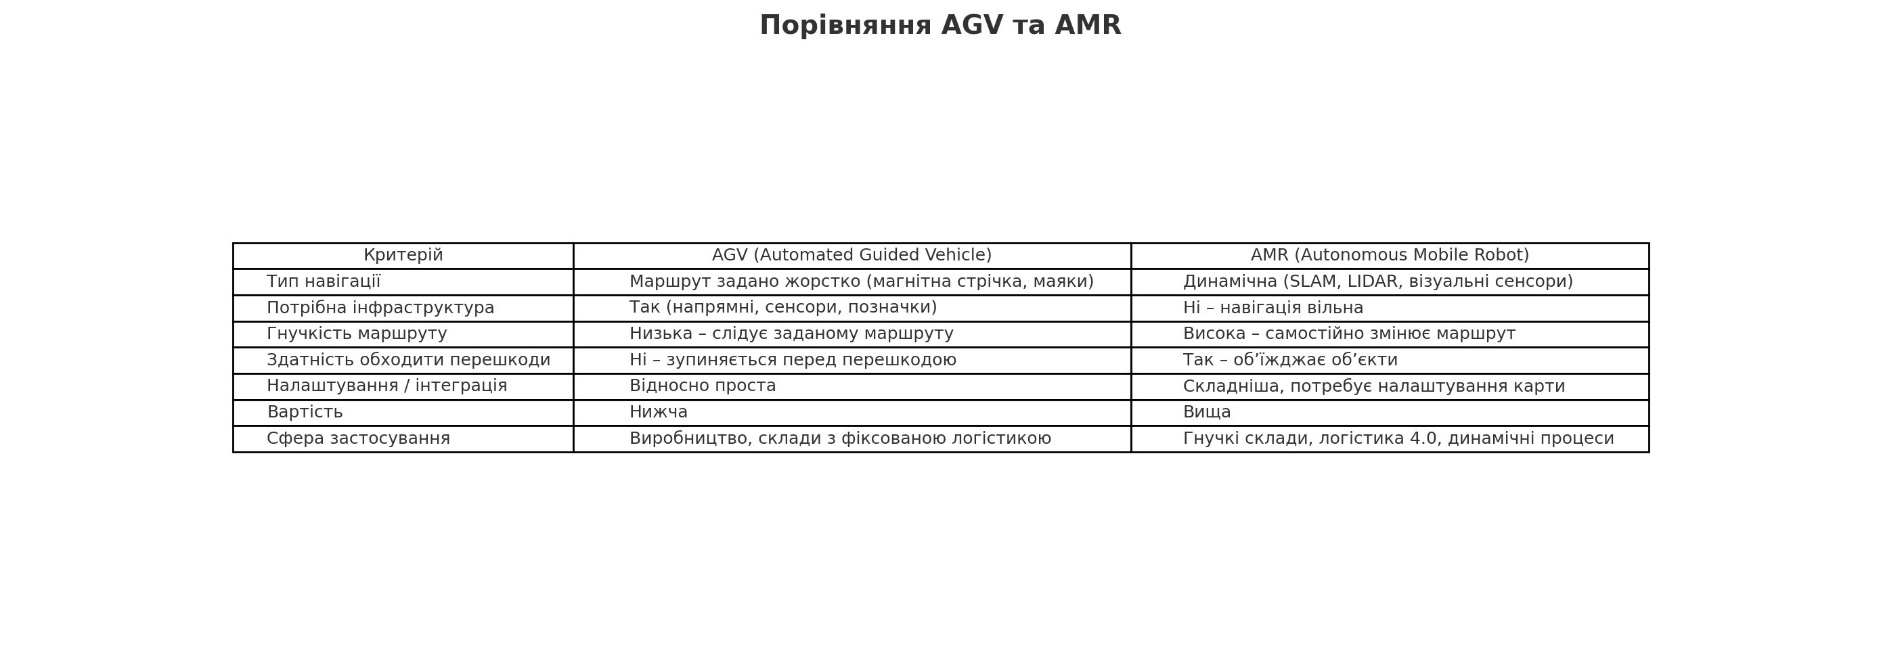 Порівняння AGV та AMR
Критерій AGV (Automated Guided Vehicle) AMR (Autonomous Mobile Robot)
Тип навігації Маршрут задано жорстко (магнітна стрічка, маяки) Динамічна (SLAM, LIDAR, візуальні сенсори)
Потрібна інфраструктура Так (напрямні, сенсори, позначки) Ні – навігація вільна
Гнучкість маршруту Низька – слідує заданому маршруту Висока – самостійно змінює маршрут
Здатність обходити перешкоди Ні – зупиняється перед перешкодою Так – об’їжджає об’єкти
Налаштування / інтеграція Відносно проста Складніша, потребує налаштування карти
Вартість Нижча Вища
Сфера застосування Виробництво, склади з фіксованою логістикою Гнучкі склади, логістика 4.0, динамічні процеси